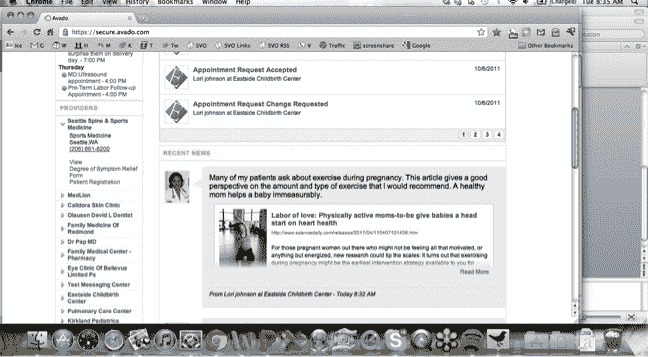 Chrome File Edit View History Bookmarks Window Help
(Charged) Tue 8:35 AM
Avado
https://secure.avado.com
Ice G W H M C T Tw SVO SVO Links SVO RSS V Traffic screenshare Google Other Bookmarks
surprise them on delivery
day. - 7:00 PM
Thursday
MD:Ultrasound
appointment - 4:00 PM
Pre-Term Labor Follow-up
Appointment - 4:00 PM
PROVIDERS
Seattle Spine & Sports
Medicine
Sports Medicine
Seattle,WA
(206) 861-8200
View
Degree of Symptom Relief
Form
Patient Registration
MedLion
Calidora Skin Clinic
Olausen David L Dentist
Family Medicine Of
Redmond
Dr Pap MD
Family Medical Center -
Pharmacy
Eye Clinic Of Bellevue
Limited Ps
Test Messaging Center
Eastside Childbirth
Center
Pulmonary Care Center
Kirkland Pediatrics
Appointment Request Accepted 10/6/2011
Lori johnson at Eastside Childbirth Center
Appointment Request Change Requested 10/6/2011
Lori johnson at Eastside Childbirth Center
1 2 3 4
RECENT NEWS
Many of my patients ask about exercise during pregnancy. This article gives a good
perspective on the amount and type of exercise that I would recommend. A healthy
mom helps a baby immeasurably.
Labor of love: Physically active moms-to-be give babies a head
start on heart health
http://www.sciencedaily.com/releases/2011/04/110407101438.htm
For those pregnant women out there who might not be feeling all that motivated, or
anything but energized, new research could tip the scales: It turns out that exercising
during pregnancy might be the earliest intervention strategy available to you for
Read More
From Lori johnson at Eastside Childbirth Center - Today 8:32 AM